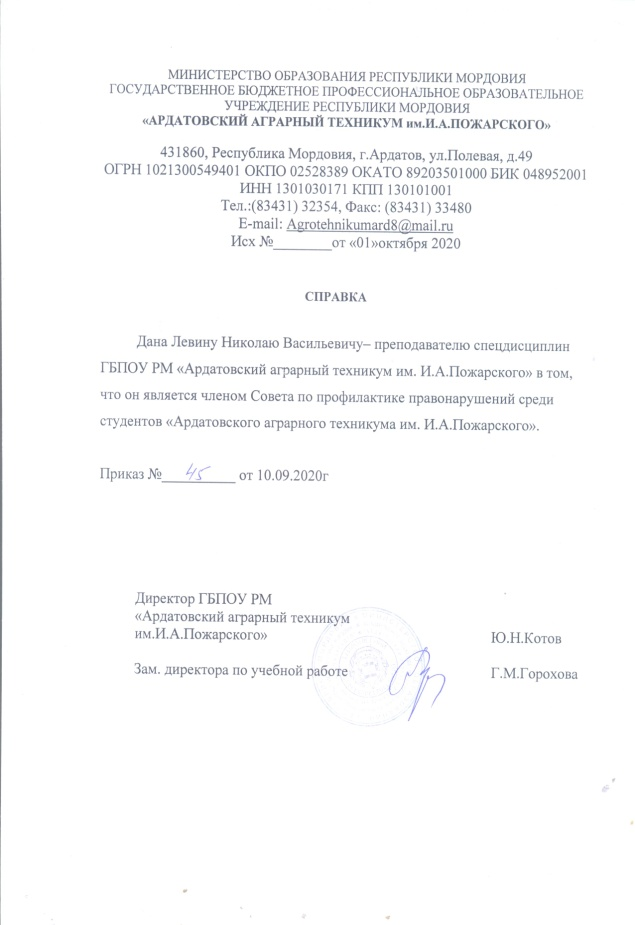 МИНИСТЕРСТВО ОБРАЗОВАНИЯ РЕСПУБЛИКИ МОРДОВИЯ
ГОСУДАРСТВЕННОЕ БЮДЖЕТНОЕ ПРОФЕССИОНАЛЬНОЕ ОБРАЗОВАТЕЛЬНОЕ
УЧРЕЖДЕНИЕ РЕСПУБЛИКИ МОРДОВИЯ
«АРДАТОВСКИЙ АГРАРНЫЙ ТЕХНИКУМ им.И.А.ПОЖАРСКОГО»
431860, Республика Мордовия, г.Ардатов, ул.Полевая, д.49
ОГРН 1021300549401 ОКПО 02528389 ОКАТО 89203501000 БИК 048952001
ИНН 1301030171 КПП 130101001
Тел.:(83431) 32354, Факс: (83431) 33480
E-mail: Agrotehnikumard8@mail.ru
Исх №________от «01»октября 2020
СПРАВКА
Дана Левину Николаю Васильевичу– преподавателю спецдисциплин
ГБПОУ РМ «Ардатовский аграрный техникум им. И.А.Пожарского» в том,
что он является членом Совета по профилактике правонарушений среди
студентов «Ардатовского аграрного техникума им. И.А.Пожарского».
Приказ №___45___ от 10.09.2020г
Директор ГБПОУ РМ
«Ардатовский аграрный техникум
им.И.А.Пожарского» Ю.Н.Котов
Зам. директора по учебной работе Г.М.Горохова